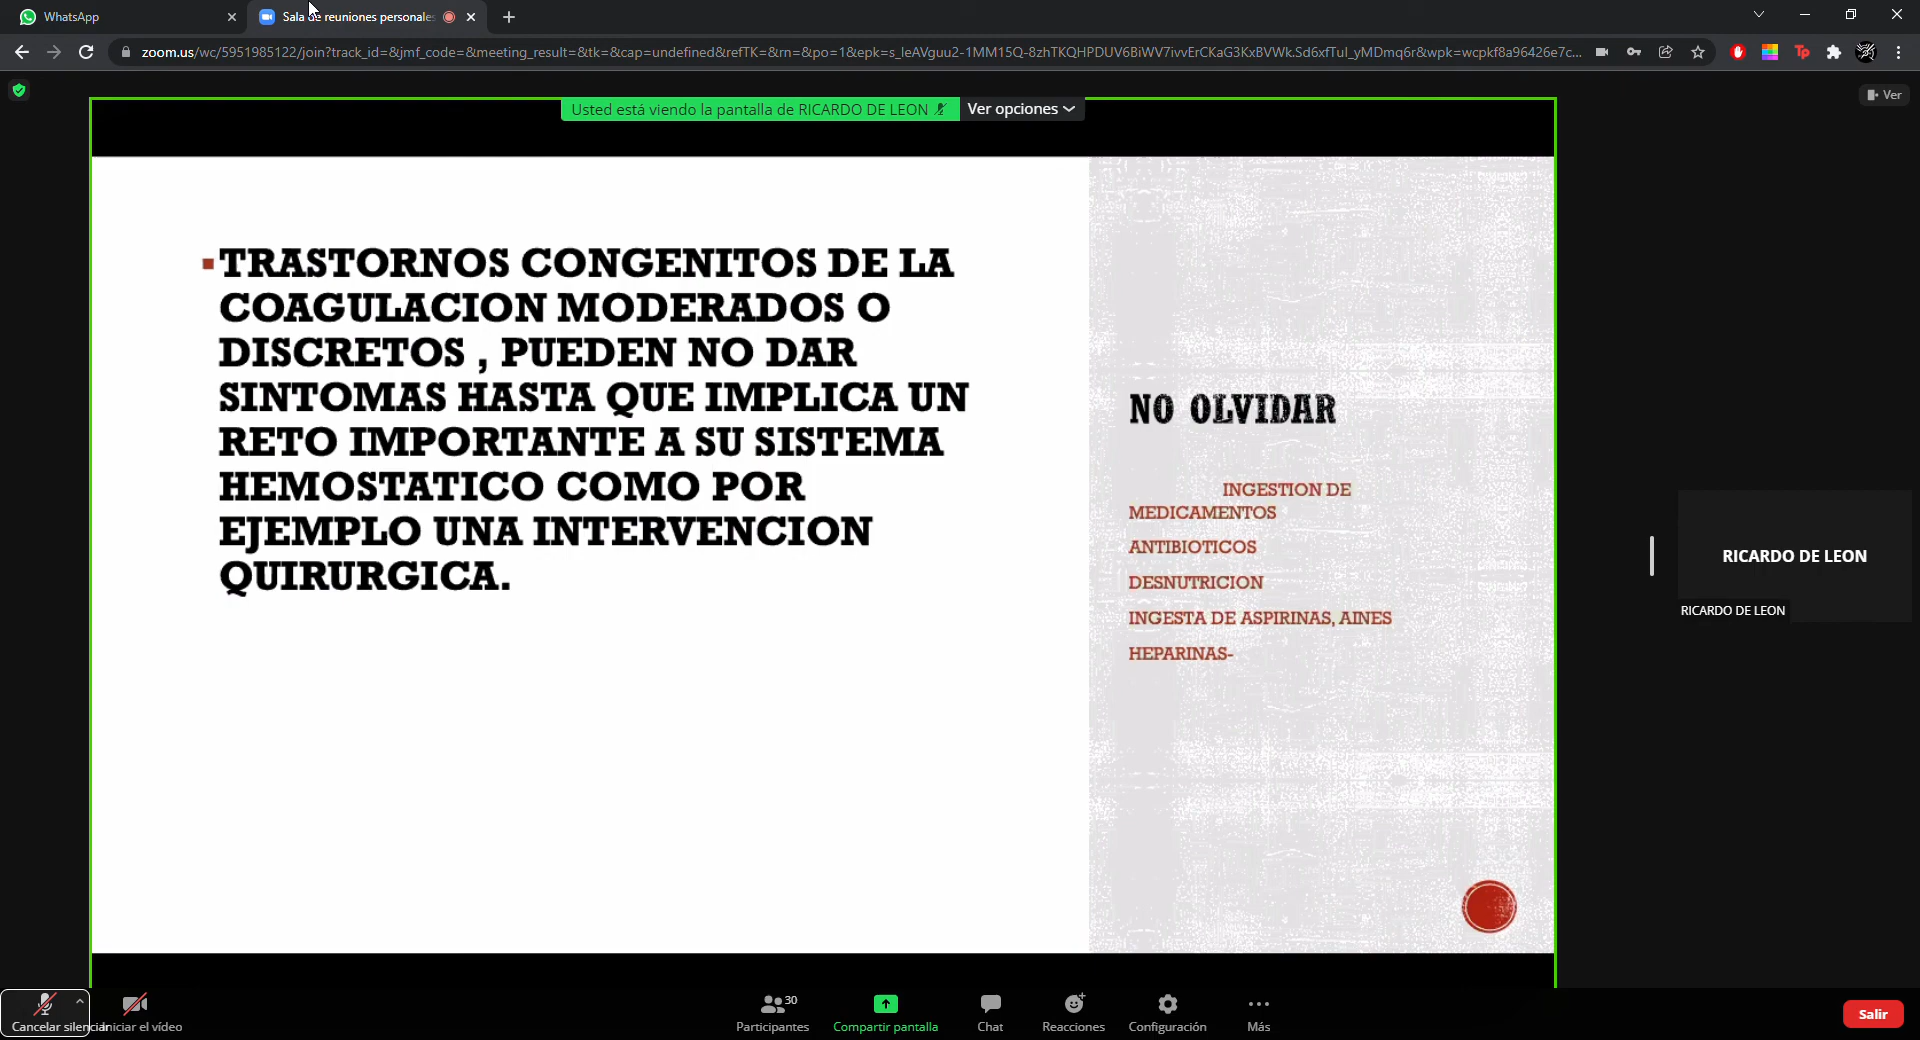 WhatsApp
Sala de reuniones personales
zoom.us/wc/5951985122/join?track_id=&jmf_code=&meeting_result=&tk=&cap=undefined&refTK=&rn=&po=1&epk=s_leAVguu2-1MM15Q-8zhTKQHPDUV6BiWV7ivvErCKaG3KxBVWk.Sd6xfTul_yMDmq6r&wpk=wcpkf8a96426e7c...
Usted está viendo la pantalla de RICARDO DE LEON
Ver opciones
Ver
TRASTORNOS CONGENITOS DE LA
COAGULACION MODERADOS O
DISCRETOS , PUEDEN NO DAR
SINTOMAS HASTA QUE IMPLICA UN
RETO IMPORTANTE A SU SISTEMA
HEMOSTATICO COMO POR
EJEMPLO UNA INTERVENCION
QUIRURGICA.
NO OLVIDAR
INGESTION DE
MEDICAMENTOS
ANTIBIOTICOS
DESNUTRICION
INGESTA DE ASPIRINAS, AINES
HEPARINAS-
RICARDO DE LEON
RICARDO DE LEON
Cancelar silenciar
Iniciar el vídeo
30
Participantes
Compartir pantalla
Chat
Reacciones
Configuración
Más
Salir